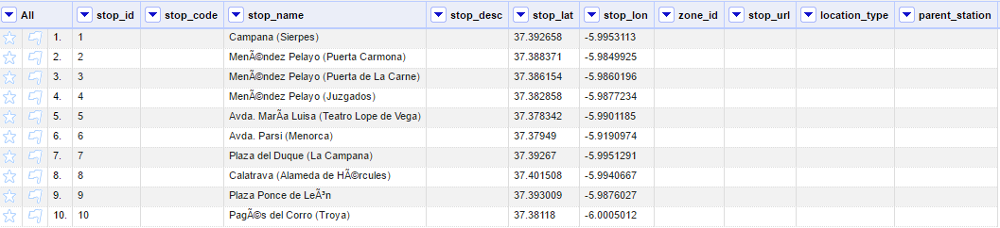 All stop_id stop_code stop_name stop_desc stop_lat stop_lon zone_id stop_url location_type parent_station
1. 1 Campana (Sierpes) 37.392658 -5.9953113
2. 2 MenÃ©ndez Pelayo (Puerta Carmona) 37.388371 -5.9849925
3. 3 MenÃ©ndez Pelayo (Puerta de La Carne) 37.386154 -5.9860196
4. 4 MenÃ©ndez Pelayo (Juzgados) 37.382858 -5.9877234
5. 5 Avda. MarÃa Luisa (Teatro Lope de Vega) 37.378342 -5.9901185
6. 6 Avda. Parsi (Menorca) 37.37949 -5.9190974
7. 7 Plaza del Duque (La Campana) 37.39267 -5.9951291
8. 8 Calatrava (Alameda de HÃ©rcules) 37.401508 -5.9940667
9. 9 Plaza Ponce de LeÃ³n 37.393009 -5.9876027
10. 10 PagÃ©s del Corro (Troya) 37.38118 -6.0005012